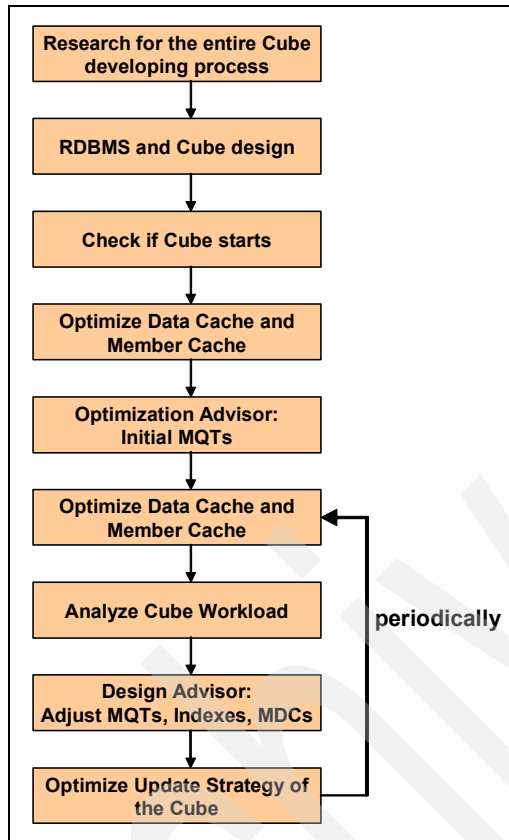 Research for the entire Cube
developing process
RDBMS and Cube design
Check if Cube starts
Optimize Data Cache and
Member Cache
Optimization Advisor:
Initial MQTs
Optimize Data Cache and
Member Cache
Analyze Cube Workload
periodically
Design Advisor:
Adjust MQTs, Indexes, MDCs
Optimize Update Strategy of
the Cube